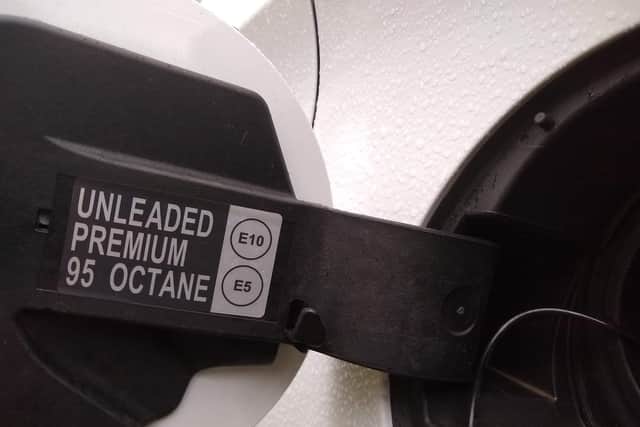 UNLEADED
PREMIUM
95 OCTANE
E10
E5